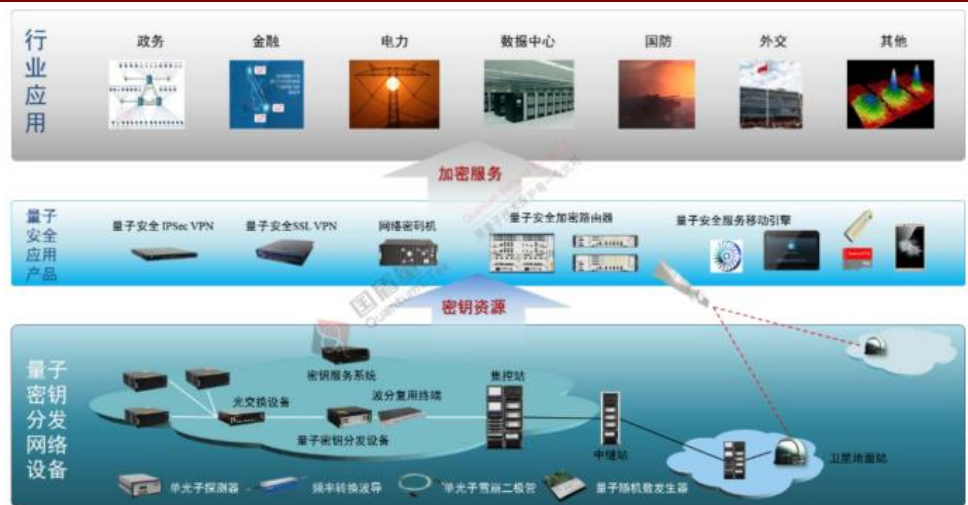 行业应用
政务
金融
电力
数据中心
国防
外交
其他
加密服务
量子安全应用产品
量子安全 IPSec VPN
量子安全SSL VPN
网络密码机
量子安全加密路由器
量子安全服务移动引擎
国盾量子
QuantumCTek
密钥资源
量子密钥分发网络设备
密钥服务系统
光交换设备
波分复用终端
量子密钥分发设备
集控站
中继站
卫星地面站
单光子探测器
频率转换波导
单光子雪崩二极管
量子随机数发生器